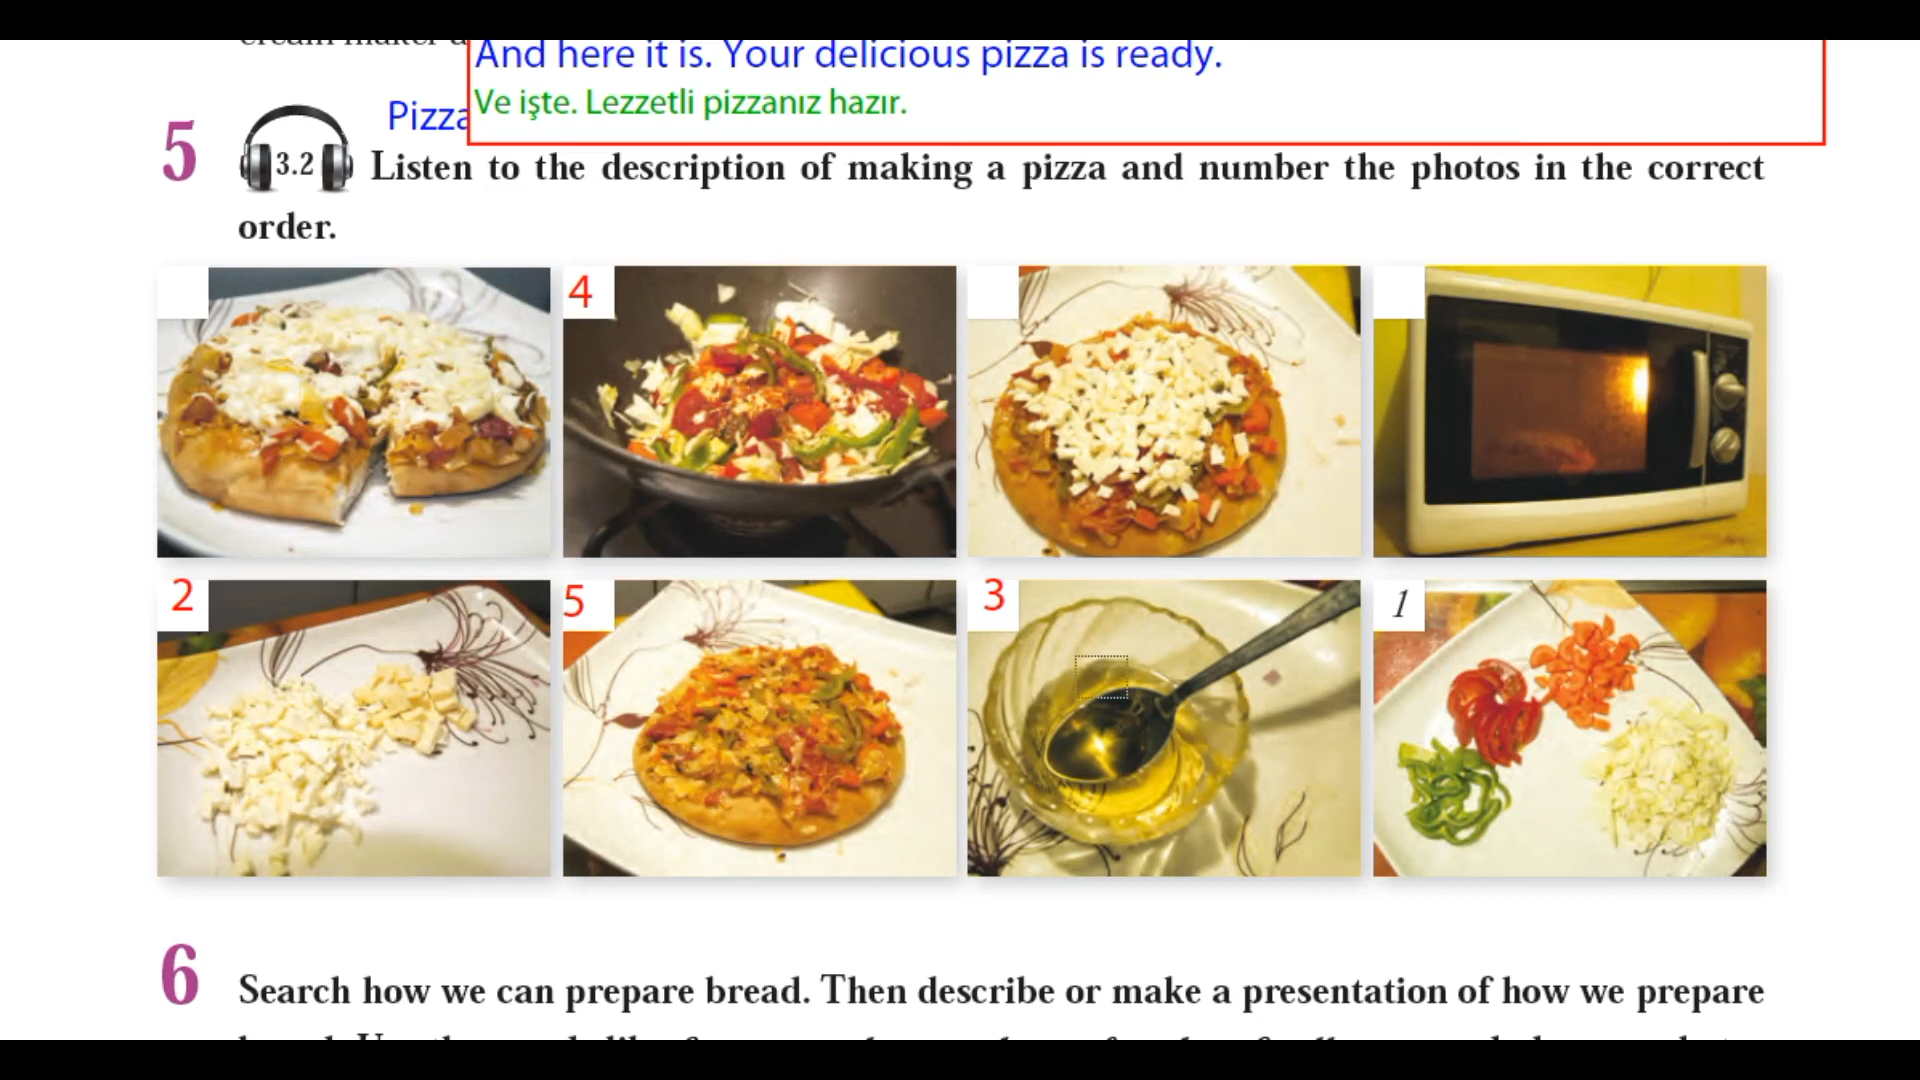 And here it is. Your delicious pizza is ready.
Ve işte. Lezzetli pizzanız hazır.
Pizza
5 3.2 Listen to the description of making a pizza and number the photos in the correct
order.
4
2 5 3 1
6 Search how we can prepare bread. Then describe or make a presentation of how we prepare